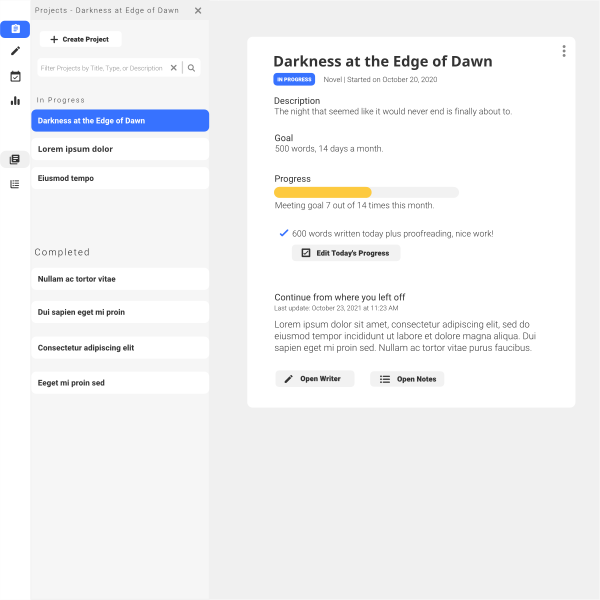 Projects - Darkness at Edge of Dawn
Create Project
Filter Projects by Title, Type, or Description
In Progress
Darkness at the Edge of Dawn
Lorem ipsum dolor
Eiusmod tempo
Completed
Nullam ac tortor vitae
Dui sapien eget mi proin
Consectetur adipiscing elit
Eeget mi proin sed
Darkness at the Edge of Dawn
IN PROGRESS Novel | Started on October 20, 2020
Description
The night that seemed like it would never end is finally about to.
Goal
500 words, 14 days a month.
Progress
Meeting goal 7 out of 14 times this month.
600 words written today plus proofreading, nice work!
Edit Today's Progress
Continue from where you left off
Last update: October 23, 2021 at 11:23 AM
Lorem ipsum dolor sit amet, consectetur adipiscing elit, sed do
eiusmod tempor incididunt ut labore et dolore magna aliqua. Dui
sapien eget mi proin sed. Nullam ac tortor vitae purus faucibus.
Open Writer Open Notes